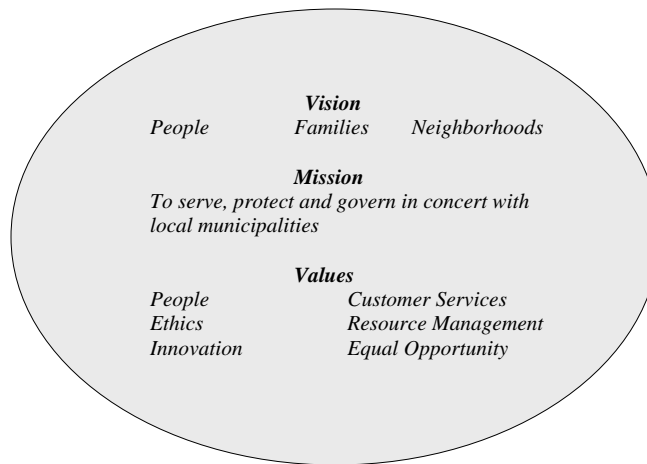 Vision
People Families Neighborhoods
Mission
To serve, protect and govern in concert with
local municipalities
Values
People Customer Services
Ethics Resource Management
Innovation Equal Opportunity